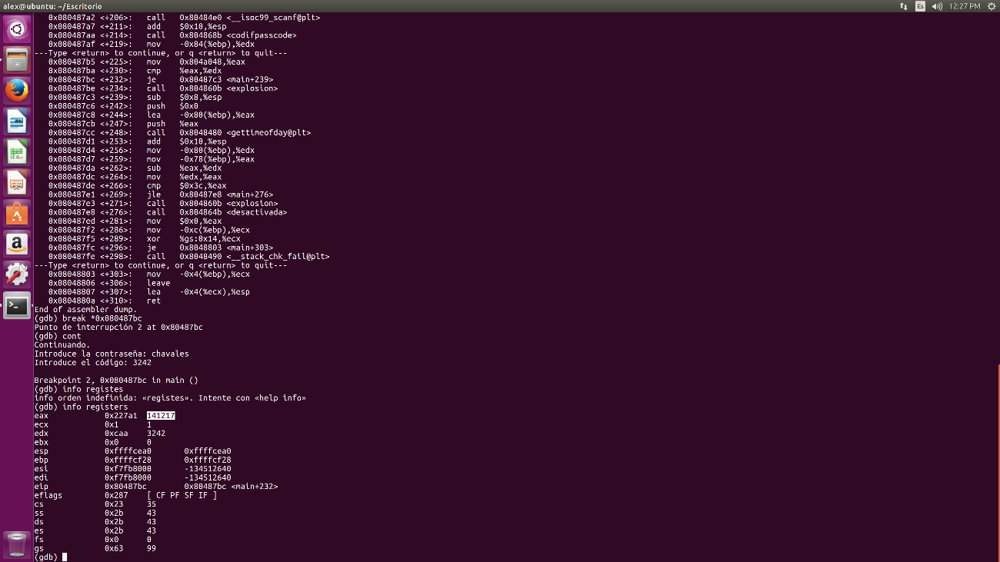 alex@ubuntu: ~/Escritorio
Es
12:27 PM
0x080487a2 <+206>: call 0x80484e0 <__isoc99_scanf@plt>
0x080487a7 <+211>: add $0x10,%esp
0x080487aa <+214>: call 0x804868b <codifpasscode>
0x080487af <+219>: mov -0x84(%ebp),%edx
---Type <return> to continue, or q <return> to quit---
0x080487b5 <+225>: mov 0x804a048,%eax
0x080487ba <+230>: cmp %eax,%edx
0x080487bc <+232>: je 0x80487c3 <main+239>
0x080487be <+234>: call 0x804860b <explosion>
0x080487c3 <+239>: sub $0x8,%esp
0x080487c6 <+242>: push $0x0
0x080487c8 <+244>: lea -0x80(%ebp),%eax
0x080487cb <+247>: push %eax
0x080487cc <+248>: call 0x8048480 <gettimeofday@plt>
0x080487d1 <+253>: add $0x10,%esp
0x080487d4 <+256>: mov -0x80(%ebp),%edx
0x080487d7 <+259>: mov -0x78(%ebp),%eax
0x080487da <+262>: sub %eax,%edx
0x080487dc <+264>: mov %edx,%eax
0x080487de <+266>: cmp $0x3c,%eax
0x080487e1 <+269>: jle 0x80487e8 <main+276>
0x080487e3 <+271>: call 0x804860b <explosion>
0x080487e8 <+276>: call 0x804864b <desactivada>
0x080487ed <+281>: mov $0x0,%eax
0x080487f2 <+286>: mov -0xc(%ebp),%ecx
0x080487f5 <+289>: xor %gs:0x14,%ecx
0x080487fc <+296>: je 0x8048803 <main+303>
0x080487fe <+298>: call 0x8048490 <__stack_chk_fail@plt>
---Type <return> to continue, or q <return> to quit---
0x08048803 <+303>: mov -0x4(%ebp),%ecx
0x08048806 <+306>: leave
0x08048807 <+307>: lea -0x4(%ecx),%esp
0x0804880a <+310>: ret
End of assembler dump.
(gdb) break *0x080487bc
Punto de interrupción 2 at 0x80487bc
(gdb) cont
Continuando.
Introduce la contraseña: chavales
Introduce el código: 3242
Breakpoint 2, 0x080487bc in main ()
(gdb) info registes
info orden indefinida: «registes». Intente con «help info»
(gdb) info registers
eax 0x227a1 141217
ecx 0x1 1
edx 0xcaa 3242
ebx 0x0 0
esp 0xffffcea0 0xffffcea0
ebp 0xffffcf28 0xffffcf28
esi 0xf7fb8000 -134512640
edi 0xf7fb8000 -134512640
eip 0x80487bc 0x80487bc <main+232>
eflags 0x287 [ CF PF SF IF ]
cs 0x23 35
ss 0x2b 43
ds 0x2b 43
es 0x2b 43
fs 0x0 0
gs 0x63 99
(gdb)